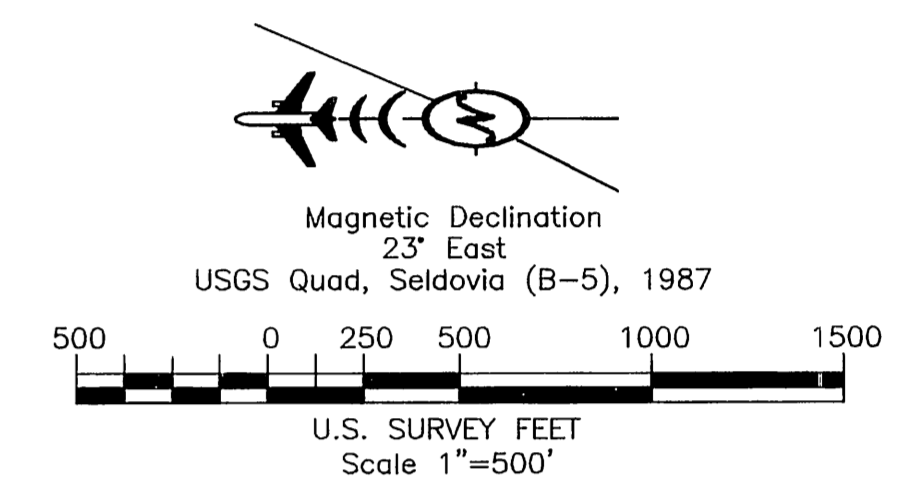 N
Magnetic Declination
23° East
USGS Quad, Seldovia (B-5), 1987
500 0 250 500 1000 1500
U.S. SURVEY FEET
Scale 1"=500'